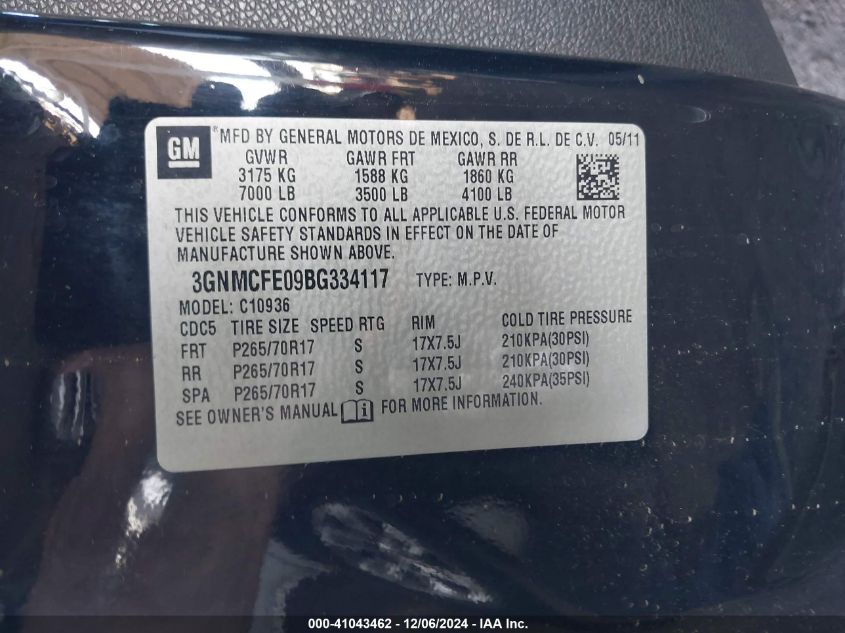 GM ® MFD BY GENERAL MOTORS DE MEXICO, S. DE R.L. DE C.V. 05/11
GVWR GAWR FRT GAWR RR
3175 KG 1588 KG 1860 KG
7000 LB 3500 LB 4100 LB
THIS VEHICLE CONFORMS TO ALL APPLICABLE U.S. FEDERAL MOTOR
VEHICLE SAFETY STANDARDS IN EFFECT ON THE DATE OF
MANUFACTURE SHOWN ABOVE.
3GNMCFE09BG334117 TYPE: M.P.V.
MODEL: C10936
CDC5 TIRE SIZE SPEED RTG RIM COLD TIRE PRESSURE
FRT P265/70R17 S 17X7.5J 210KPA(30PSI)
RR P265/70R17 S 17X7.5J 210KPA(30PSI)
SPA P265/70R17 S 17X7.5J 240KPA(35PSI)
SEE OWNER'S MANUAL FOR MORE INFORMATION.
000-41043462 - 12/06/2024 - IAA Inc.